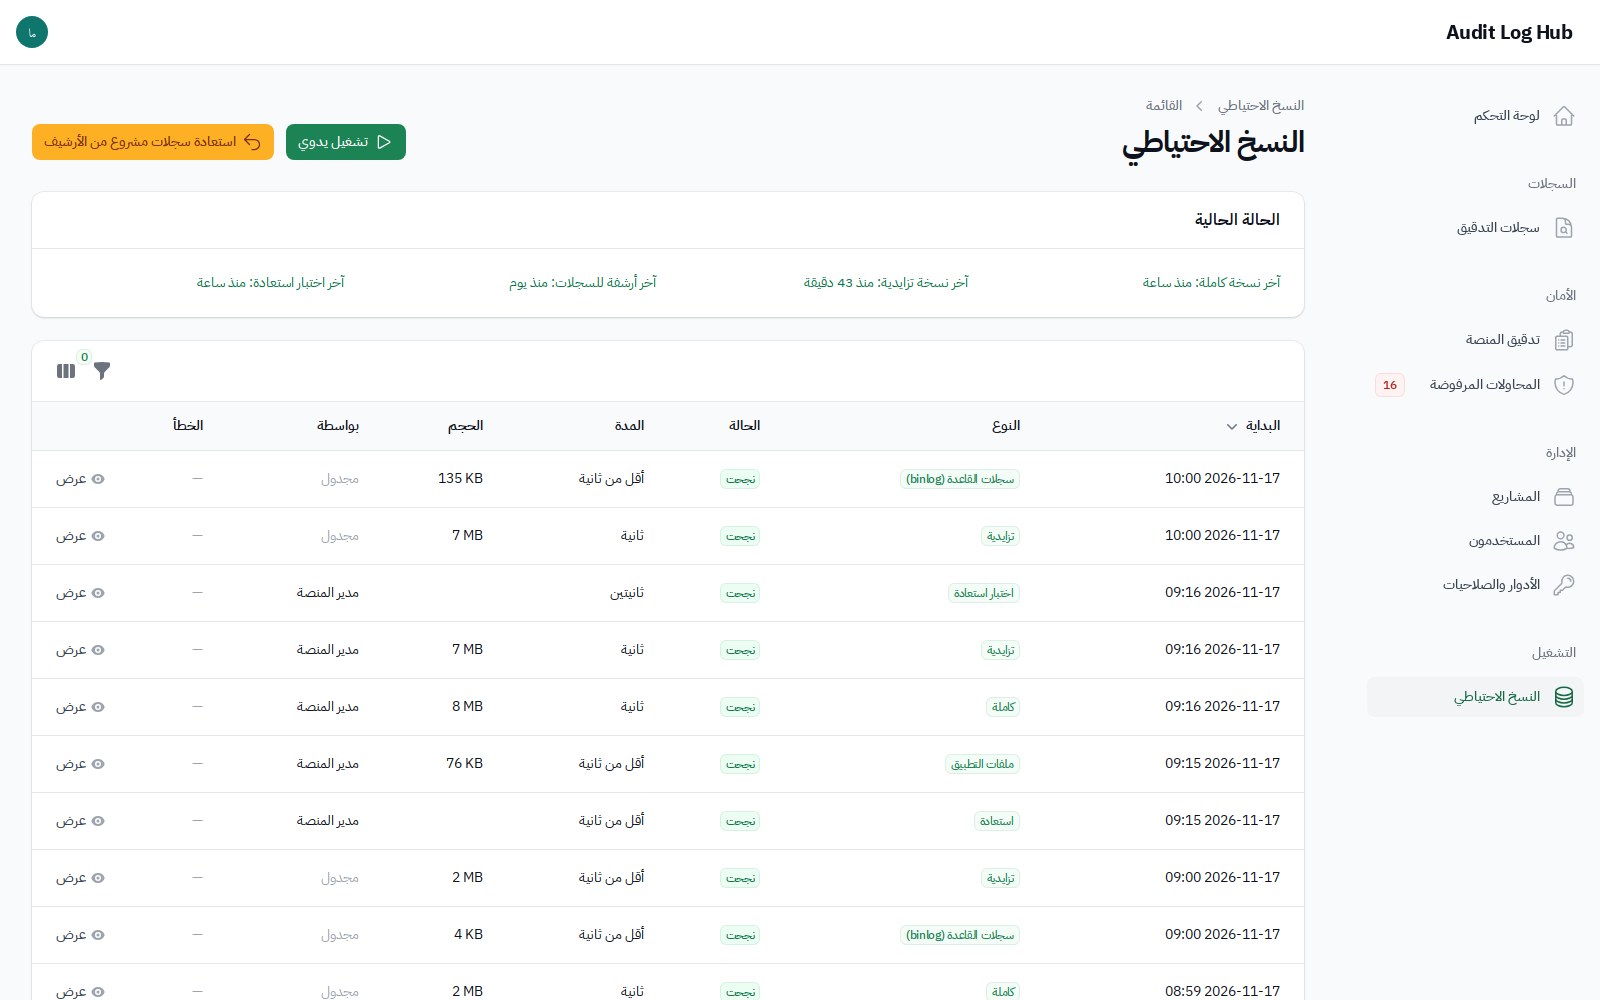 Audit Log Hub
ما
لوحة التحكم
السجلات
سجلات التدقيق
الأمان
تدقيق المنصة
المحاولات المرفوضة 16
الإدارة
المشاريع
المستخدمون
الأدوار والصلاحيات
التشغيل
النسخ الاحتياطي
النسخ الاحتياطي القائمة
النسخ الاحتياطي
تشغيل يدوي
استعادة سجلات مشروع من الأرشيف
الحالة الحالية
آخر نسخة كاملة: منذ ساعة
آخر نسخة تزايدية: منذ 43 دقيقة
آخر أرشفة للسجلات: منذ يوم
آخر اختبار استعادة: منذ ساعة
0
البداية النوع الحالة المدة الحجم بواسطة الخطأ
10:00 2026-11-17 سجلات القاعدة (binlog) نجحت أقل من ثانية 135 KB مجدول — عرض
10:00 2026-11-17 تزايدية نجحت ثانية 7 MB مجدول — عرض
09:16 2026-11-17 اختبار استعادة نجحت ثانيتين مدير المنصة — عرض
09:16 2026-11-17 تزايدية نجحت ثانية 7 MB مدير المنصة — عرض
09:16 2026-11-17 كاملة نجحت ثانية 8 MB مدير المنصة — عرض
09:15 2026-11-17 ملفات التطبيق نجحت أقل من ثانية 76 KB مدير المنصة — عرض
09:15 2026-11-17 استعادة نجحت أقل من ثانية مدير المنصة — عرض
09:00 2026-11-17 تزايدية نجحت أقل من ثانية 2 MB مجدول — عرض
09:00 2026-11-17 سجلات القاعدة (binlog) نجحت أقل من ثانية 4 KB مجدول — عرض
08:59 2026-11-17 كاملة نجحت ثانية 2 MB مجدول — عرض